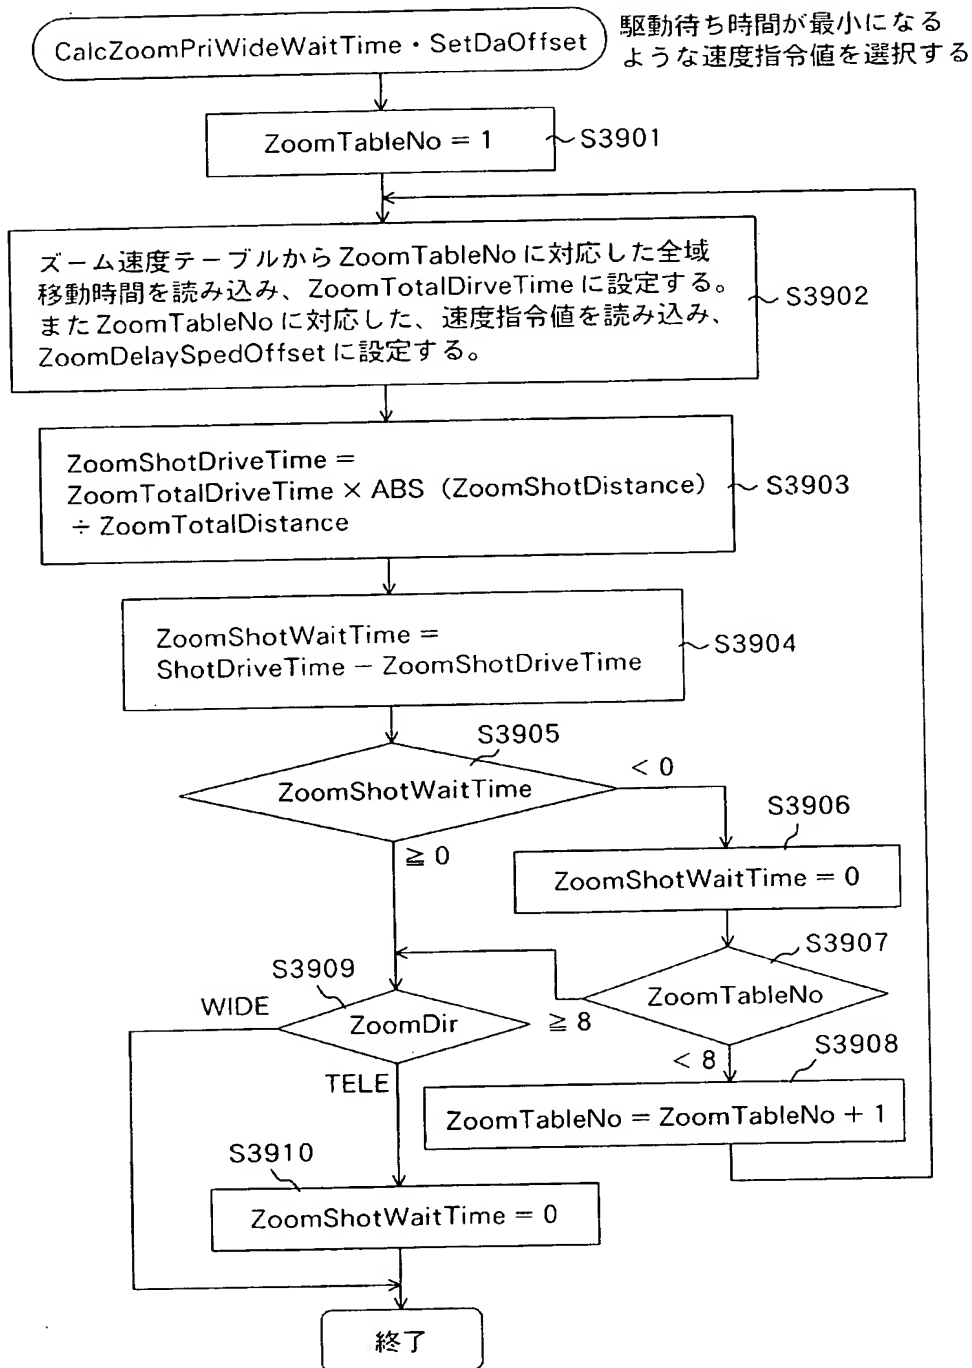 CalcZoomPriWideWaitTime・SetDaOffset
駆動待ち時間が最小になる
ような速度指令値を選択する
ZoomTableNo = 1
S3901
ズーム速度テーブルからZoomTableNoに対応した全域
移動時間を読み込み、ZoomTotalDirveTimeに設定する。
またZoomTableNoに対応した、速度指令値を読み込み、
ZoomDelaySpedOffsetに設定する。
S3902
ZoomShotDriveTime =
ZoomTotalDriveTime × ABS（ZoomShotDistance）
÷ ZoomTotalDistance
S3903
ZoomShotWaitTime =
ShotDriveTime − ZoomShotDriveTime
S3904
S3905
ZoomShotWaitTime
< 0
≧ 0
S3906
ZoomShotWaitTime = 0
S3907
ZoomTableNo
≧ 8
< 8
S3908
ZoomTableNo = ZoomTableNo + 1
S3909
WIDE
ZoomDir
TELE
S3910
ZoomShotWaitTime = 0
終了